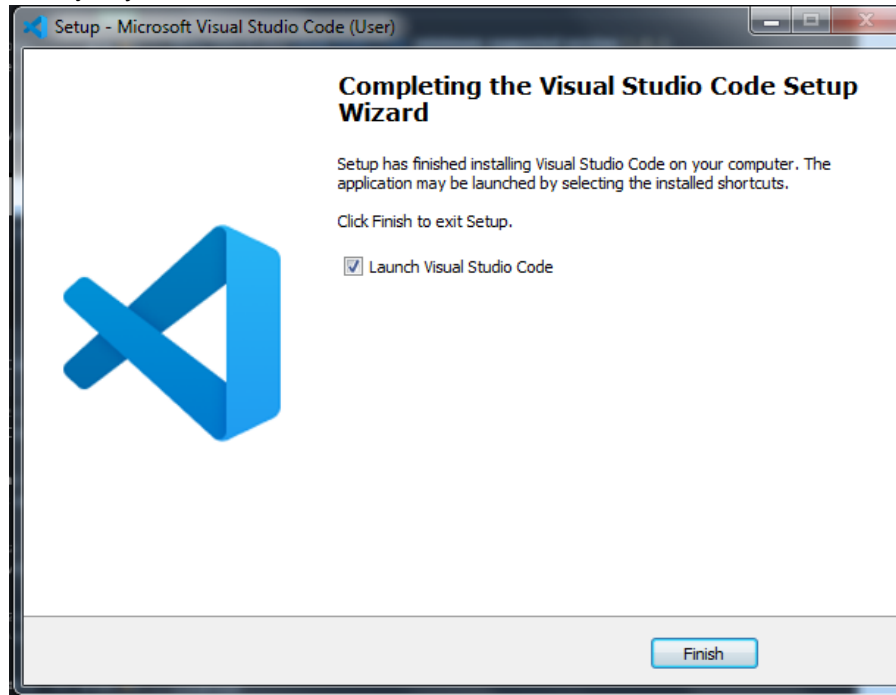 Setup - Microsoft Visual Studio Code (User)
Completing the Visual Studio Code Setup
Wizard
Setup has finished installing Visual Studio Code on your computer. The
application may be launched by selecting the installed shortcuts.
Click Finish to exit Setup.
Launch Visual Studio Code
Finish